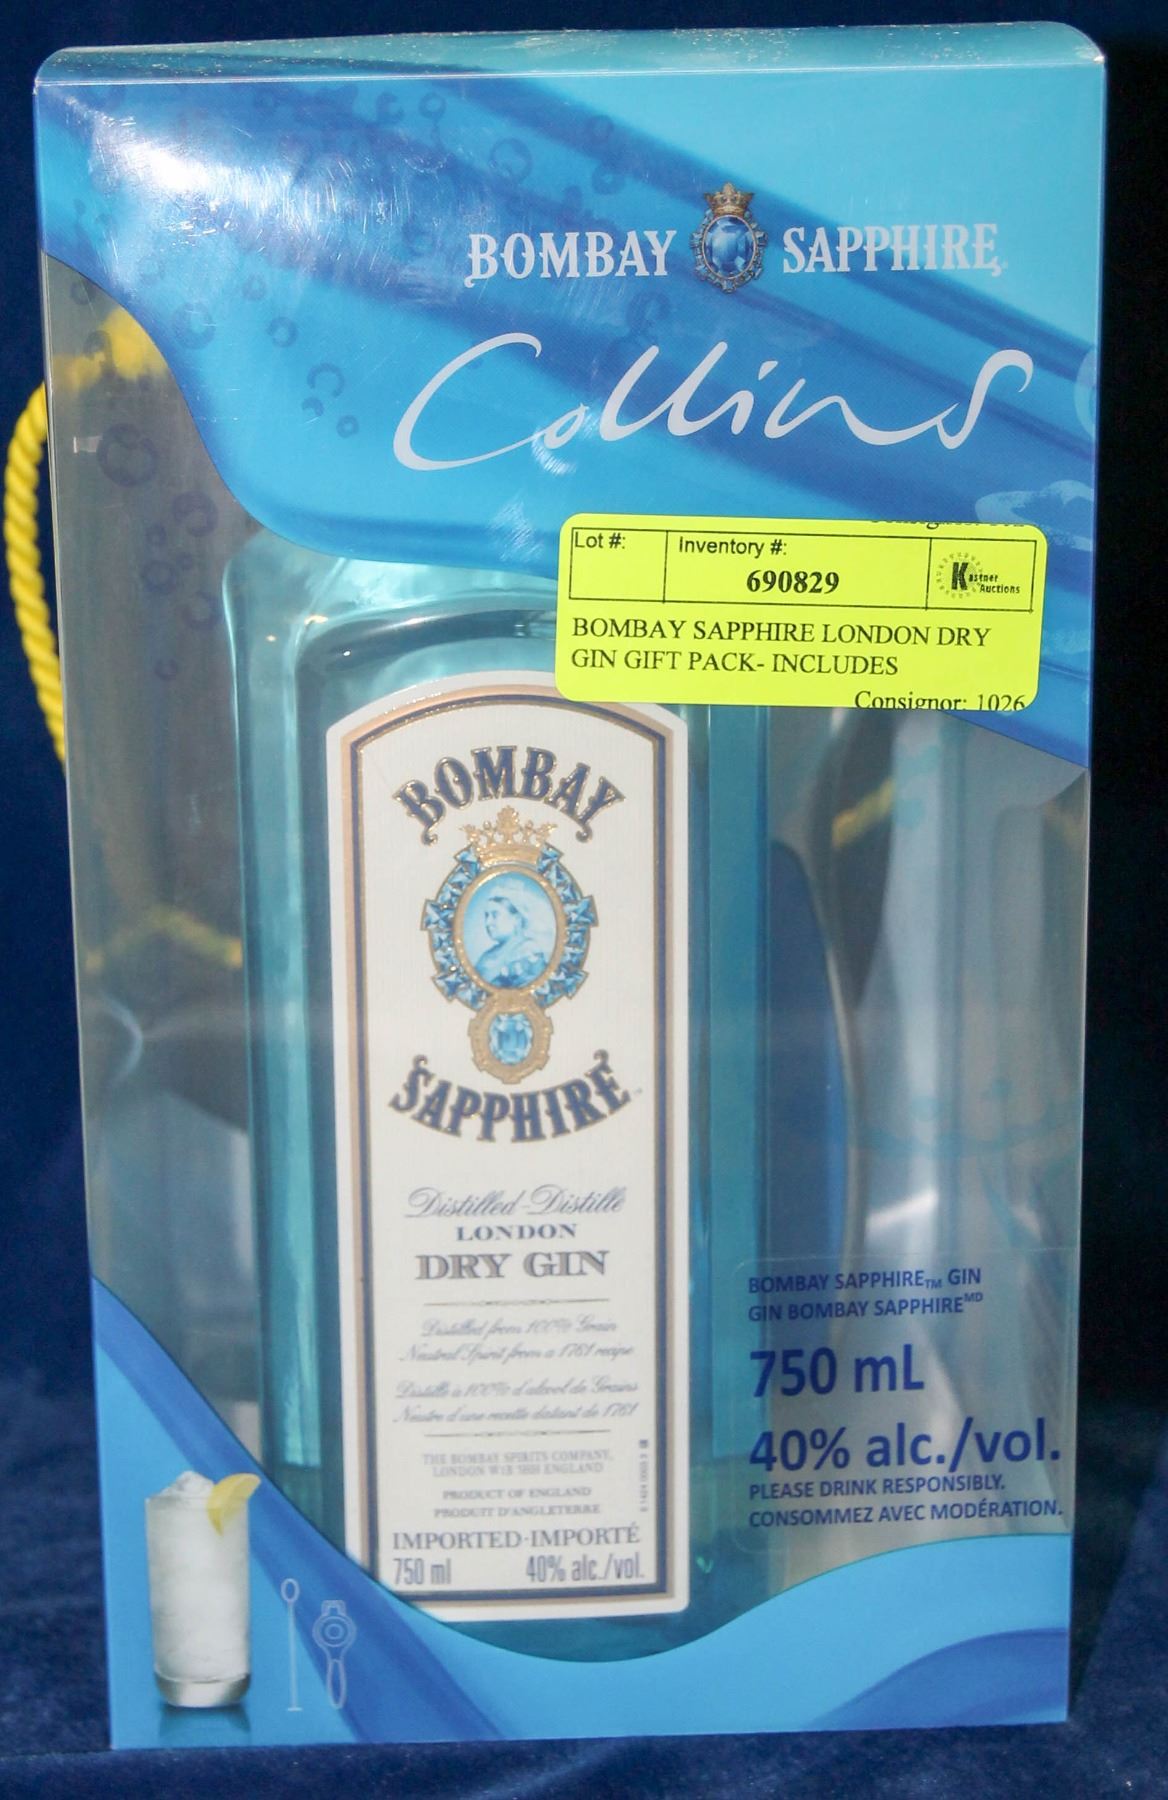 BOMBAY SAPPHIRE
Collins
Lot #:
Inventory #:
690829
Kastner
Auctions
BOMBAY SAPPHIRE LONDON DRY
GIN GIFT PACK- INCLUDES
Consignor: 1026
BOMBAY
SAPPHIRE
Distilled-Distillé
LONDON
DRY GIN
Distilled from 100% Grain
Neutral Spirit from a 1761 recipe
Distillé à 100% d'alcool de Grains
Neutre d'une recette datant de 1761
THE BOMBAY SPIRITS COMPANY,
LONDON ENGLAND
PRODUCT OF ENGLAND
PRODUIT D'ANGLETERRE
IMPORTED-IMPORTÉ
750 ml 40% alc./vol.
BOMBAY SAPPHIRE™ GIN
GIN BOMBAY SAPPHIREᴹᴰ
750 mL
40% alc./vol.
PLEASE DRINK RESPONSIBLY.
CONSOMMEZ AVEC MODÉRATION.